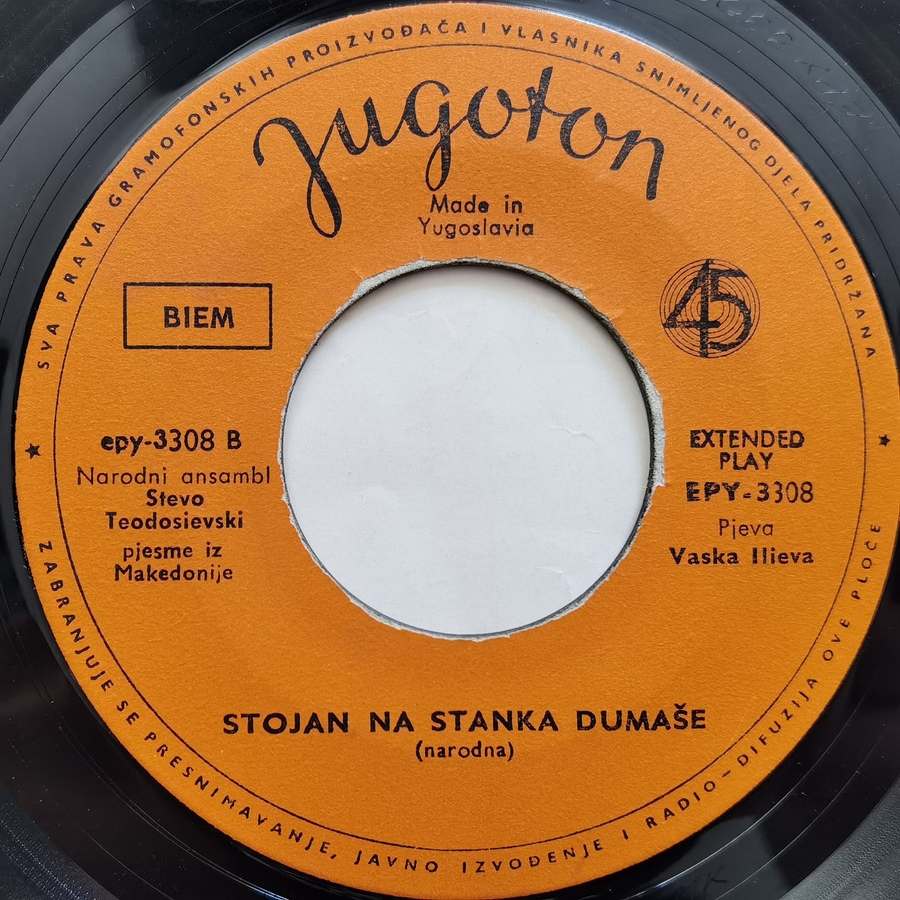 SVA PRAVA GRAMOFONSKIH PROIZVOĐAČA I VLASNIKA SNIMLJENOG DJELA PRIDRŽANA
Jugoton
Made in
Yugoslavia
BIEM
45
epy-3308 B
Narodni ansambl
Stevo
Teodosievski
pjesme iz
Makedonije
EXTENDED
PLAY
EPY-3308
Pjeva
Vaska Ilieva
STOJAN NA STANKA DUMAŠE
(narodna)
ZABRANJUJE SE PRESNIMAVANJE, JAVNO IZVOĐENJE I RADIO-DIFUZIJA OVE PLOČE